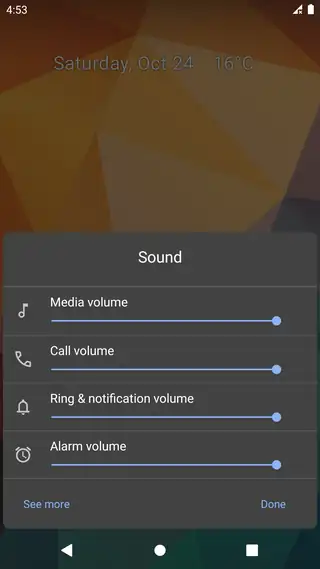 4:53
Saturday, Oct 24 16°C
Sound
Media volume
Call volume
Ring & notification volume
Alarm volume
See more Done